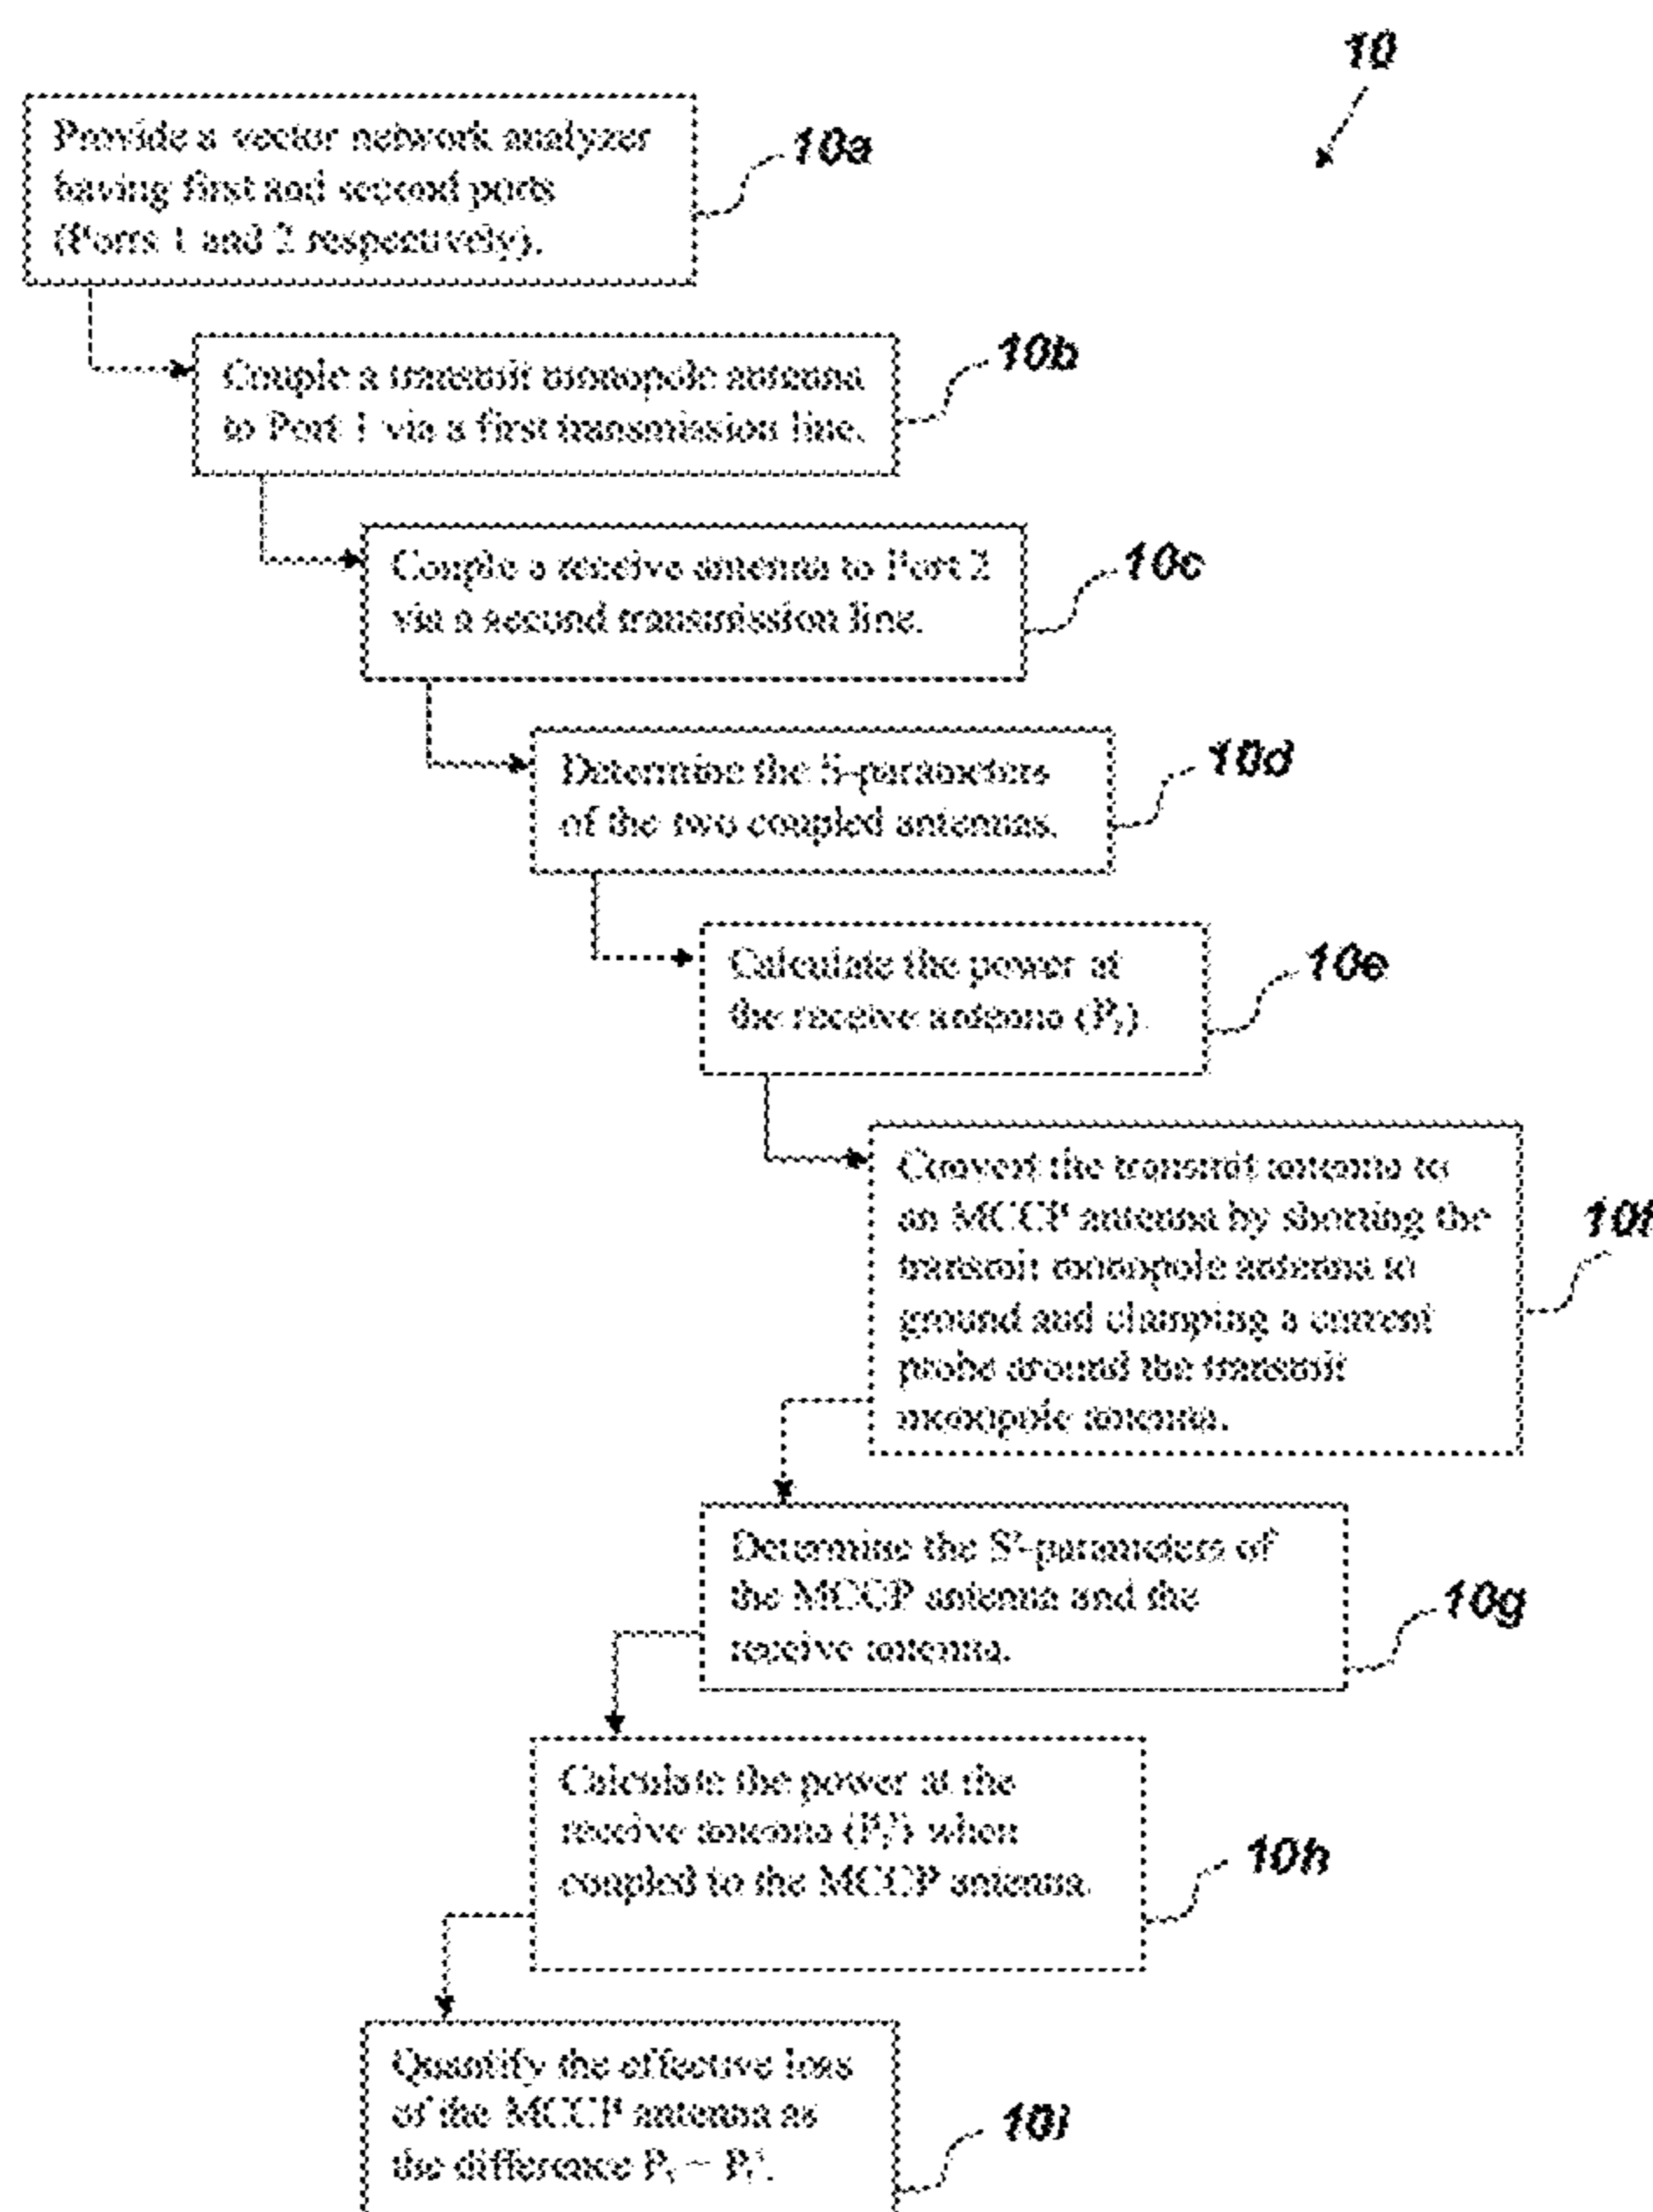 10
Provide a vector network analyzer
having first and second ports
(Ports 1 and 2 respectively).
10a
Couple a transmit monopole antenna
to Port 1 via a first transmission line.
10b
Couple a receive antenna to Port 2
via a second transmission line.
10c
Determine the S-parameters
of the two coupled antennas.
10d
Calculate the power at
the receive antenna (Pᵣ).
10e
Convert the transmit antenna to
an MCCP antenna by shorting the
transmit monopole antenna to
ground and clamping a current
probe around the transmit
monopole antenna.
10f
Determine the S'-parameters of
the MCCP antenna and the
receive antenna.
10g
Calculate the power at the
receive antenna (Pᵣ') when
coupled to the MCCP antenna.
10h
Quantify the effective loss
of the MCCP antenna as
the difference Pᵣ − Pᵣ'.
10i